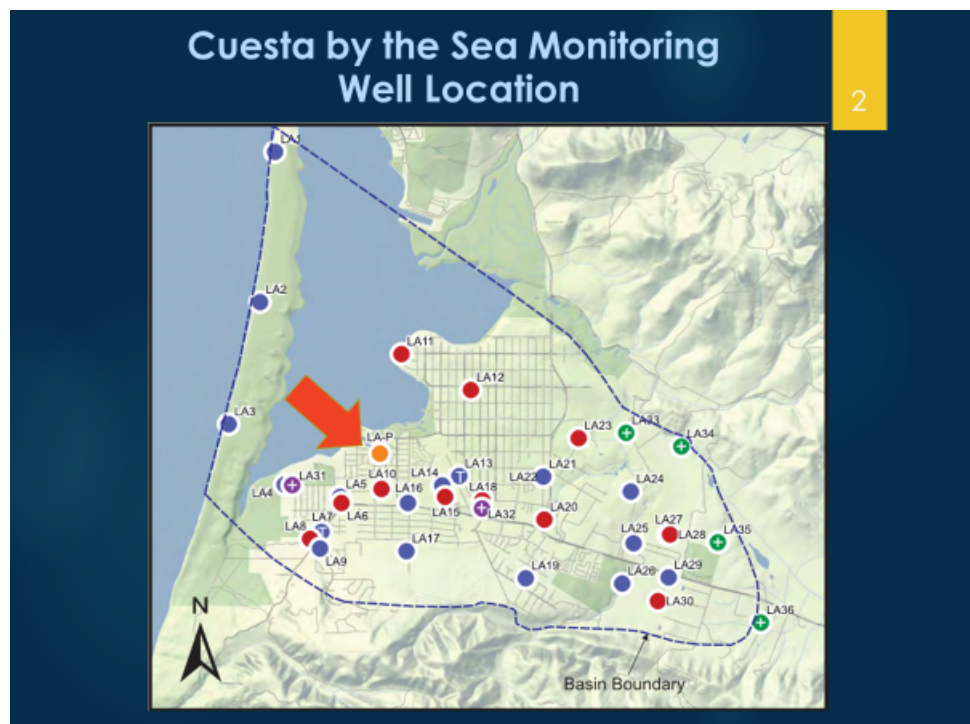 Cuesta by the Sea Monitoring
Well Location
2
LA1
LA2
LA11
LA12
LA3
LA23
LA33
LA34
LA-P
LA31
LA4
LA5
LA10
LA14
LA13
LA22
LA21
LA24
LA16
LA18
LA6
LA15
LA32
LA20
LA8
LA7
LA25
LA27
LA28
LA35
LA9
LA17
LA19
LA26
LA29
LA30
LA36
N
Basin Boundary
T
T